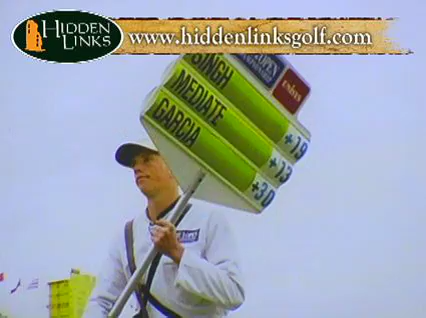 HIDDEN
LINKS
www.hiddenlinksgolf.com
SINGH
+19
MEDIATE
+13
GARCIA
+30